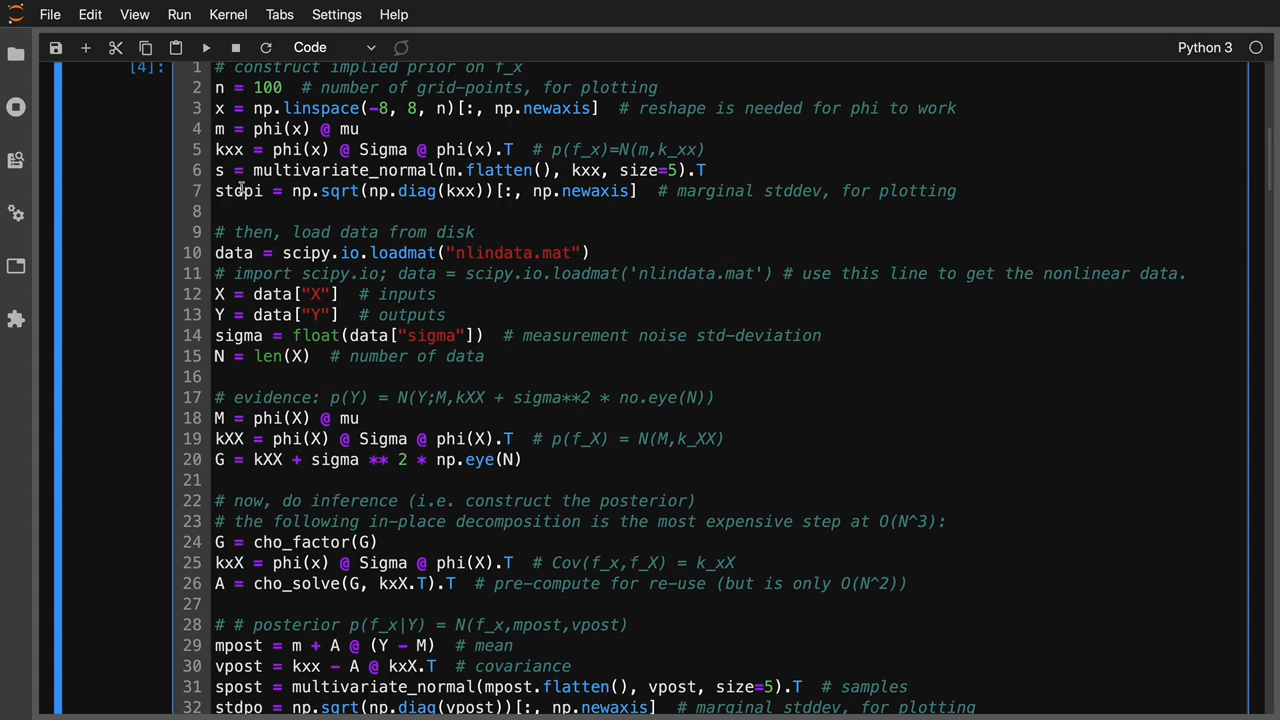 File Edit View Run Kernel Tabs Settings Help
Code Python 3
[4]:
1 # construct implied prior on f_x
2 n = 100  # number of grid-points, for plotting
3 x = np.linspace(-8, 8, n)[:, np.newaxis]  # reshape is needed for phi to work
4 m = phi(x) @ mu
5 kxx = phi(x) @ Sigma @ phi(x).T  # p(f_x)=N(m,k_xx)
6 s = multivariate_normal(m.flatten(), kxx, size=5).T
7 stdpi = np.sqrt(np.diag(kxx))[:, np.newaxis]  # marginal stddev, for plotting
8
9 # then, load data from disk
10 data = scipy.io.loadmat("nlindata.mat")
11 # import scipy.io; data = scipy.io.loadmat('nlindata.mat') # use this line to get the nonlinear data.
12 X = data["X"]  # inputs
13 Y = data["Y"]  # outputs
14 sigma = float(data["sigma"])  # measurement noise std-deviation
15 N = len(X)  # number of data
16
17 # evidence: p(Y) = N(Y;M,kXX + sigma**2 * no.eye(N))
18 M = phi(X) @ mu
19 kXX = phi(X) @ Sigma @ phi(X).T  # p(f_X) = N(M,k_XX)
20 G = kXX + sigma ** 2 * np.eye(N)
21
22 # now, do inference (i.e. construct the posterior)
23 # the following in-place decomposition is the most expensive step at O(N^3):
24 G = cho_factor(G)
25 kxX = phi(x) @ Sigma @ phi(X).T  # Cov(f_x,f_X) = k_xX
26 A = cho_solve(G, kxX.T).T  # pre-compute for re-use (but is only O(N^2))
27
28 # # posterior p(f_x|Y) = N(f_x,mpost,vpost)
29 mpost = m + A @ (Y - M)  # mean
30 vpost = kxx - A @ kxX.T  # covariance
31 spost = multivariate_normal(mpost.flatten(), vpost, size=5).T  # samples
32 stdpo = np.sqrt(np.diag(vpost))[:, np.newaxis]  # marginal stddev, for plotting